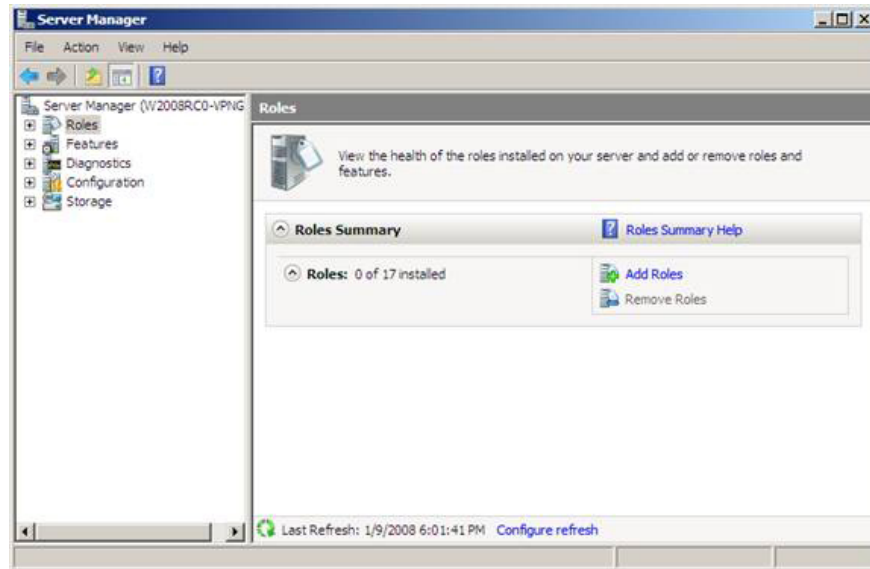 Server Manager
File Action View Help
Server Manager (W2008RC0-VPNG
Roles
Features
Diagnostics
Configuration
Storage
Roles
View the health of the roles installed on your server and add or remove roles and
features.
Roles Summary
Roles Summary Help
Roles: 0 of 17 installed
Add Roles
Remove Roles
Last Refresh: 1/9/2008 6:01:41 PM Configure refresh